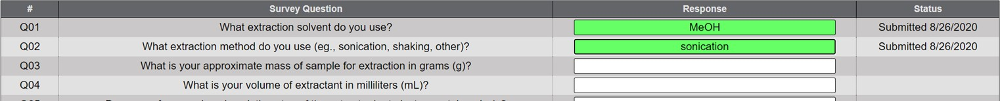 # Survey Question Response Status
Q01 What extraction solvent do you use? MeOH Submitted 8/26/2020
Q02 What extraction method do you use (eg., sonication, shaking, other)? sonication Submitted 8/26/2020
Q03 What is your approximate mass of sample for extraction in grams (g)?
Q04 What is your volume of extractant in milliliters (mL)?